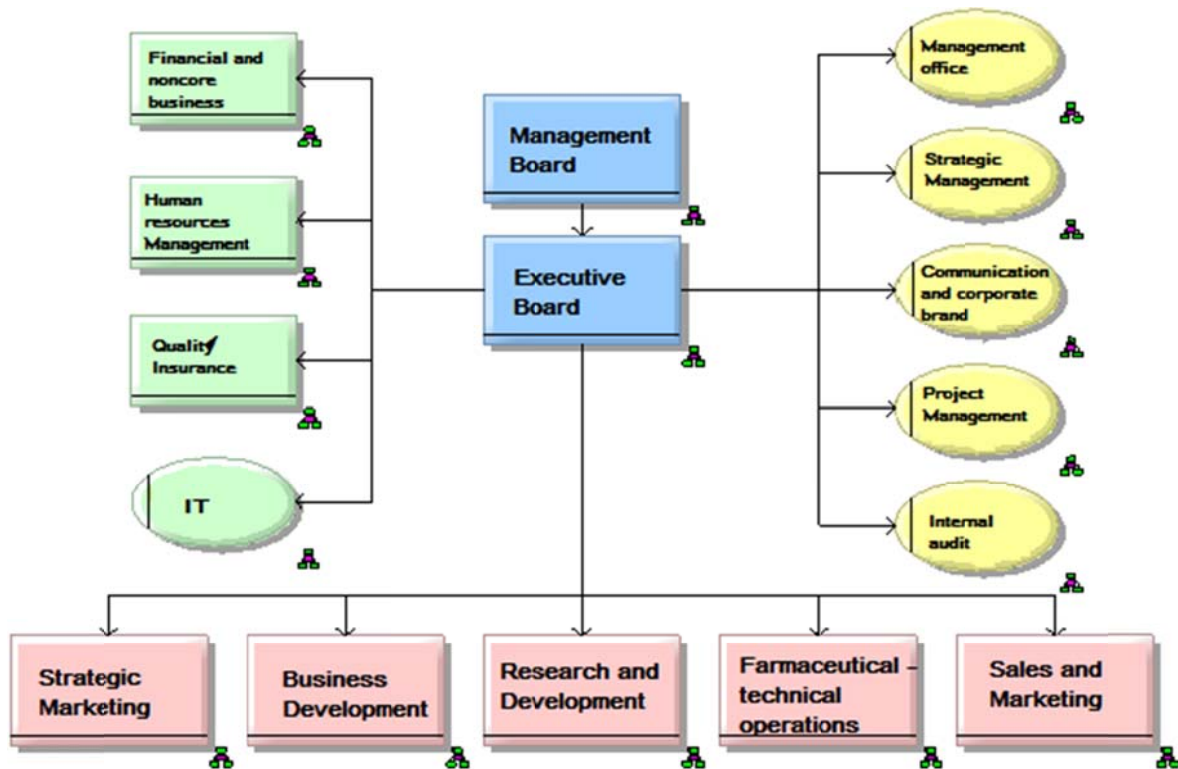 Financial and
noncore
business
Human
resources
Management
Quality
Insurance
IT
Management
Board
Executive
Board
Management
office
Strategic
Management
Communication
and corporate
brand
Project
Management
Internal
audit
Strategic
Marketing
Business
Development
Research and
Development
Farmaceutical -
technical
operations
Sales and
Marketing